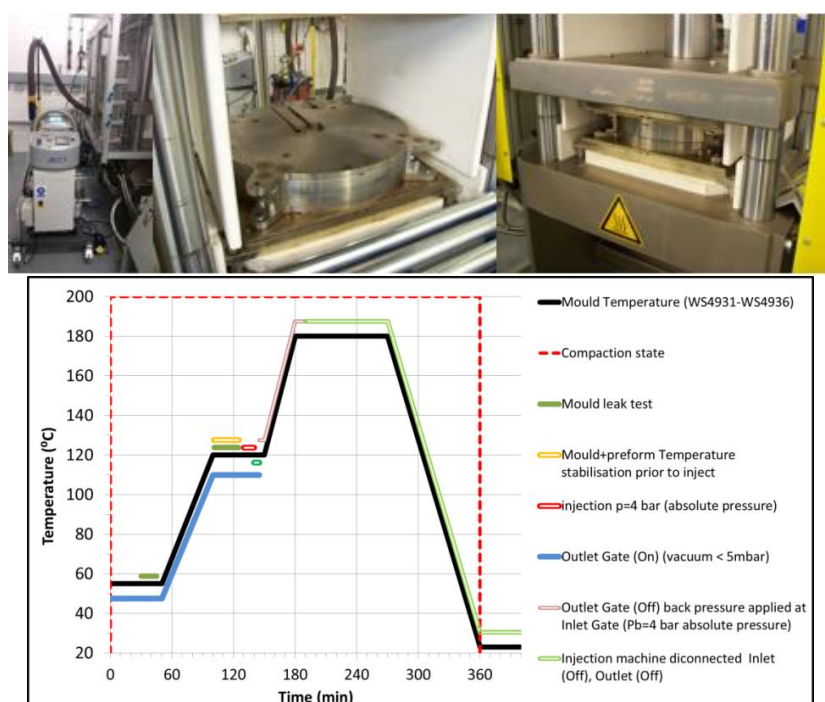 200
180
160
140
120
100
80
60
40
20
Temperature (ºC)
0
60
120
180
240
300
360
Time (min)
Mould Temperature (WS4931-WS4936)
Compaction state
Mould leak test
Mould+preform Temperature
stabilisation prior to inject
injection p=4 bar (absolute pressure)
Outlet Gate (On) (vacuum < 5mbar)
Outlet Gate (Off) back pressure applied at
Inlet Gate (Pb=4 bar absolute pressure)
Injection machine diconnected Inlet
(Off), Outlet (Off)